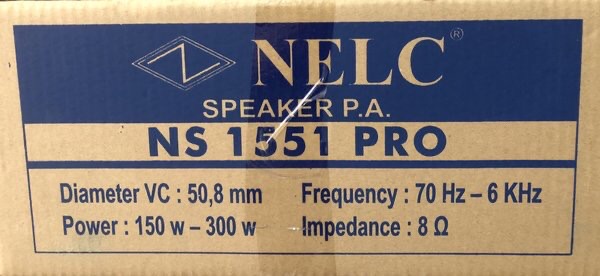 NELC®
SPEAKER P.A.
NS 1551 PRO
Diameter VC : 50,8 mm Frequency : 70 Hz – 6 KHz
Power : 150 w – 300 w Impedance : 8 Ω